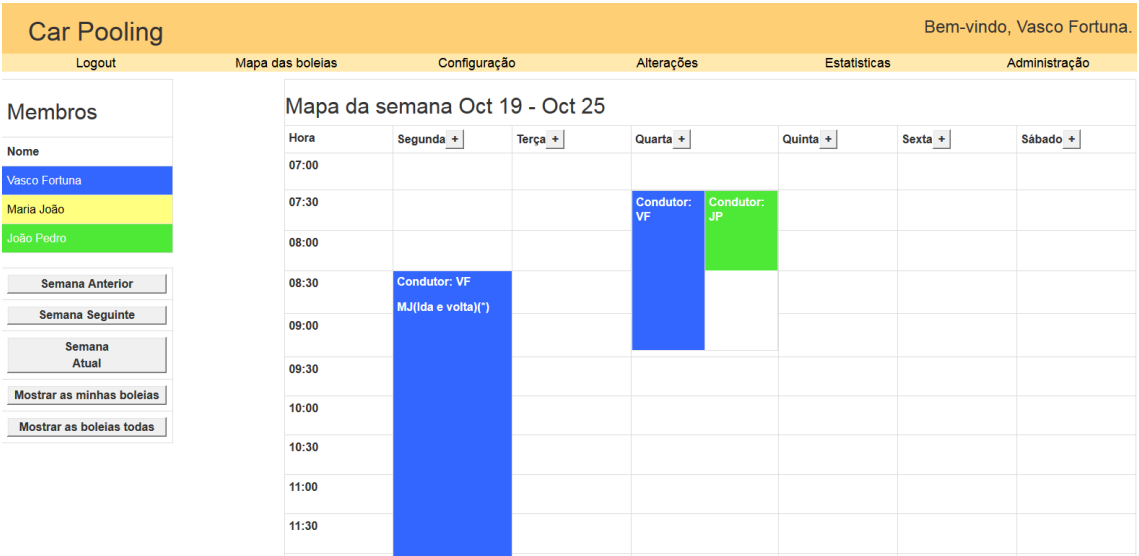 Car Pooling
Bem-vindo, Vasco Fortuna.
Logout Mapa das boleias Configuração Alterações Estatisticas Administração
Membros
Nome
Vasco Fortuna
Maria João
João Pedro
Semana Anterior
Semana Seguinte
Semana
Atual
Mostrar as minhas boleias
Mostrar as boleias todas
Mapa da semana Oct 19 - Oct 25
Hora Segunda + Terça + Quarta + Quinta + Sexta + Sábado +
07:00
07:30
Condutor:
VF
Condutor:
JP
08:00
08:30
Condutor: VF
MJ(Ida e volta)(*)
09:00
09:30
10:00
10:30
11:00
11:30